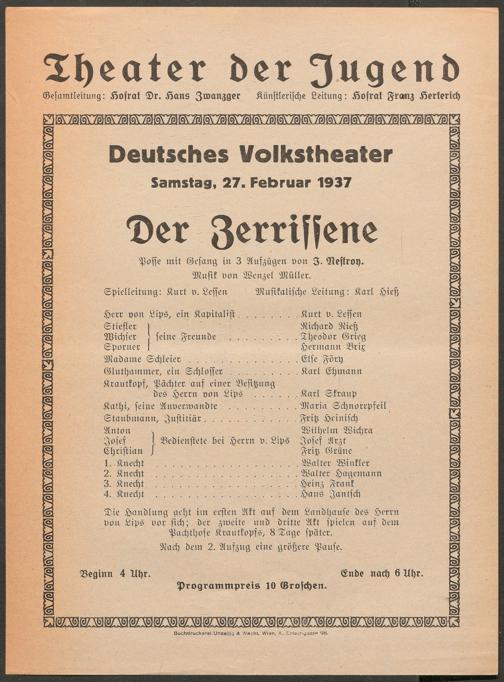 Theater der Jugend
Gesamtleitung: Hofrat Dr. Hans Zwanzger Künstlerische Leitung: Hofrat Franz Herterich
Deutsches Volkstheater
Samstag, 27. Februar 1937
Der Zerrissene
Posse mit Gesang in 3 Aufzügen von J. Nestroy.
Musik von Wenzel Müller.
Spielleitung: Kurt v. Lessen Musikalische Leitung: Karl Hieß
Herr von Lips, ein Kapitalist . . . . . . . . Kurt v. Lessen
Stiefler Richard Rieß
Wichser } seine Freunde . . . . . . . . . Theodor Grieg
Sporner Hermann Brix
Madame Schleier . . . . . . . . . . . . . Else Föry
Gluthammer, ein Schlosser . . . . . . . . Karl Ehmann
Krautkopf, Pächter auf einer Besitzung
des Herrn von Lips . . . . . . . Karl Skraup
Kathi, seine Anverwandte . . . . . . . . Maria Schnorrpfeil
Staubmann, Justitiär . . . . . . . . . . . Fritz Heinisch
Anton Wilhelm Wichra
Josef } Bedienstete bei Herrn v. Lips Josef Arzt
Christian Fritz Grüne
1. Knecht . . . . . . . . . . . . . . . Walter Winkler
2. Knecht . . . . . . . . . . . . . . . Walter Hagemann
3. Knecht . . . . . . . . . . . . . . . Heinz Frank
4. Knecht . . . . . . . . . . . . . . . Hans Jantsch
Die Handlung geht im ersten Akt auf dem Landhause des Herrn
von Lips vor sich; der zweite und dritte Akt spielen auf dem
Pachthofe Krautkopfs, 8 Tage später.
Nach dem 2. Aufzug eine größere Pause.
Beginn 4 Uhr. Ende nach 6 Uhr.
Programmpreis 10 Groschen.
Buchdruckerei